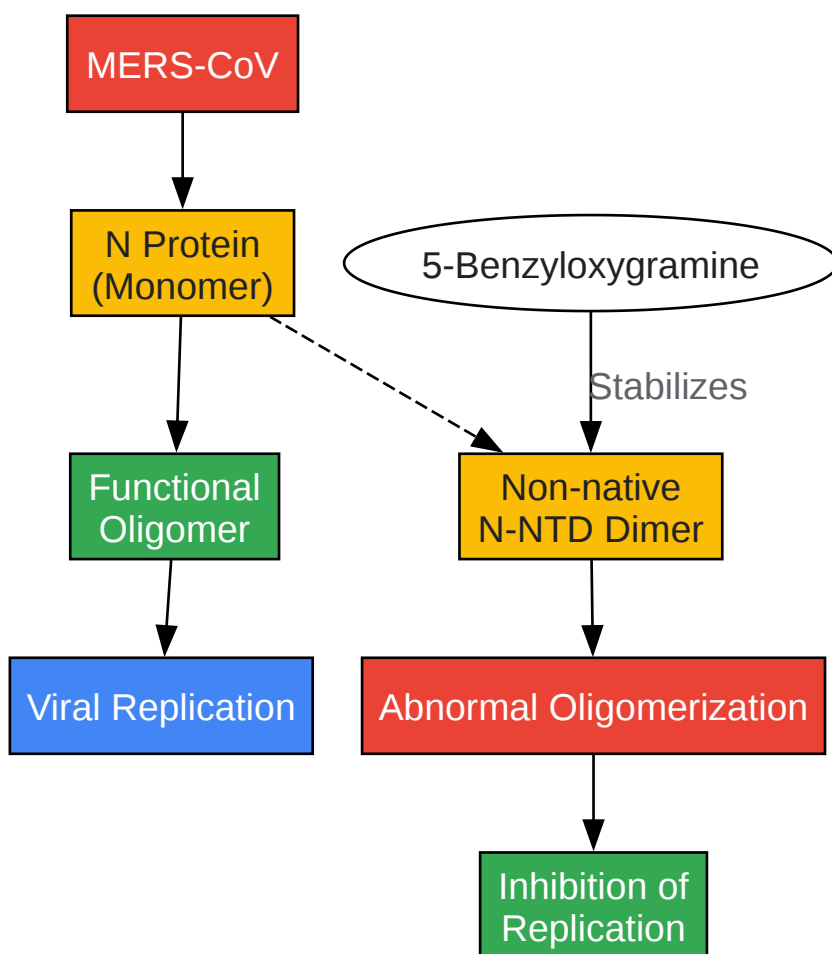 MERS-CoV
N Protein
(Monomer)
5-Benzyloxygramine
Stabilizes
Functional
Oligomer
Non-native
N-NTD Dimer
Viral Replication
Abnormal Oligomerization
Inhibition of
Replication